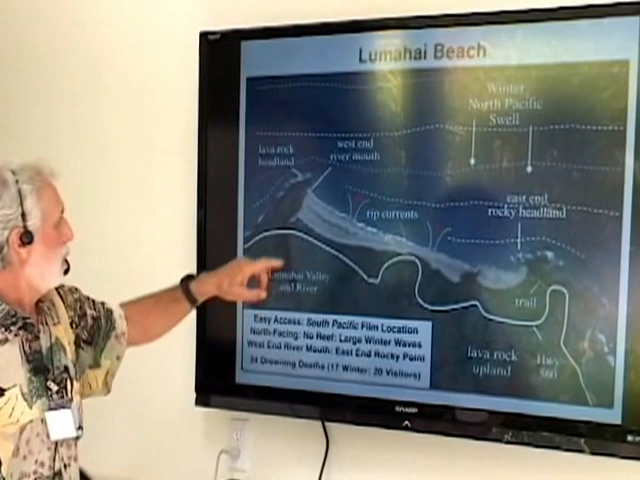 Lumahai Beach
Winter
North Pacific
Swell
lava rock
headland
west end
river mouth
rip currents
east end
rocky headland
Lumahai Valley
and River
trail
lava rock
upland
Hwy
560
Easy Access: South Pacific Film Location
North-Facing: No Reef: Large Winter Waves
West End River Mouth: East End Rocky Point
24 Drowning Deaths (17 Winter: 20 Visitors)
SHARP